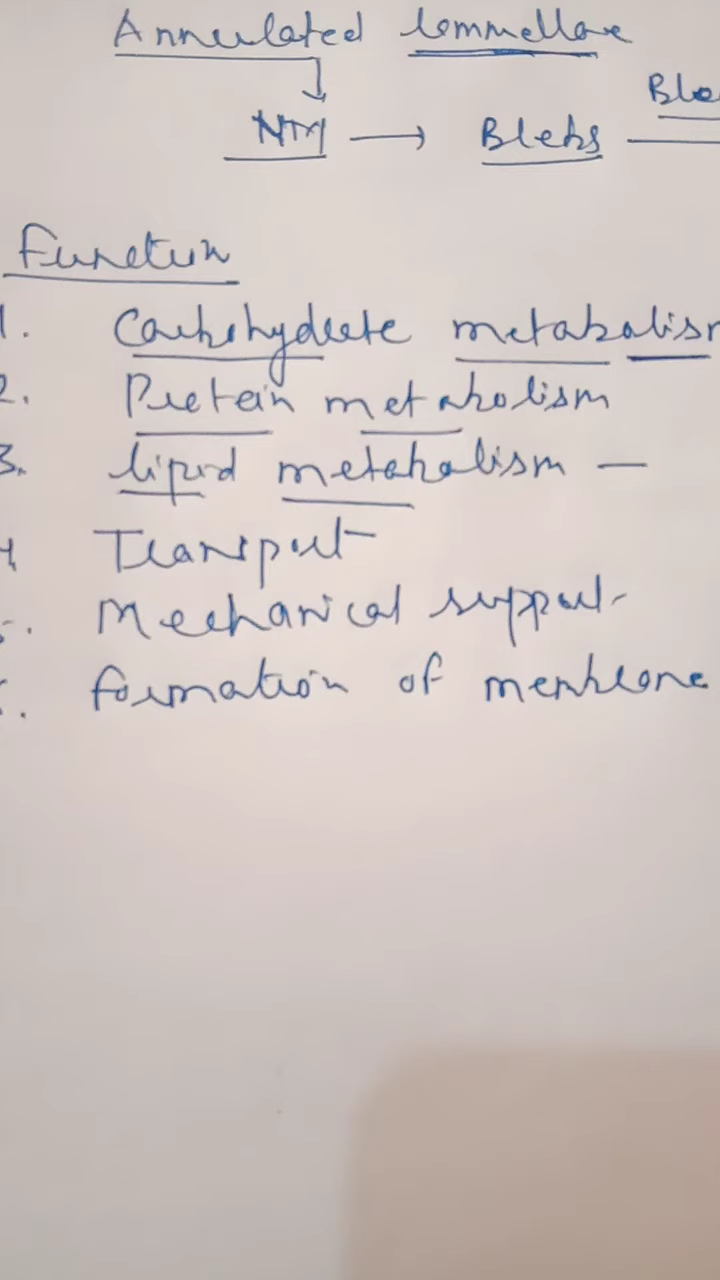 Annulated lammellae
NM → Blebs
Function
1. Carbohydrate metabolism
2. Protein metabolism
3. lipid metabolism —
4 Transport
5. Mechanical support
6. formation of membrane